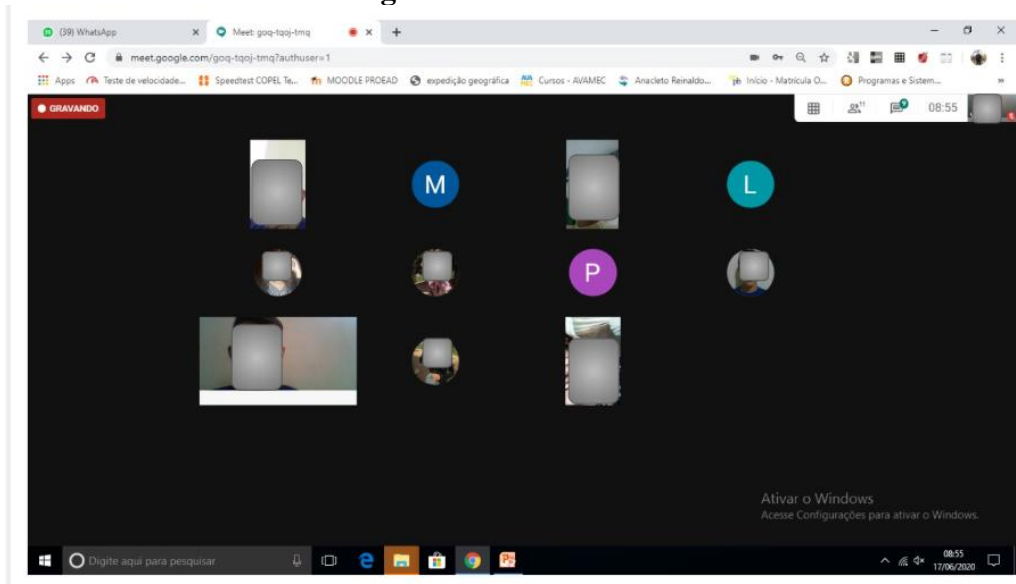 (39) WhatsApp
Meet: goq-tqoj-tmq
meet.google.com/goq-tqoj-tmq?authuser=1
Apps Teste de velocidade... Speedtest COPEL Te... MOODLE PROEAD expedição geográfica Cursos - AVAMEC Anacleto Reinaldo... Início - Matrícula O... Programas e Sistem...
GRAVANDO
11
9
08:55
M
L
P
Ativar o Windows
Acesse Configurações para ativar o Windows.
Digite aqui para pesquisar
08:55
17/06/2020